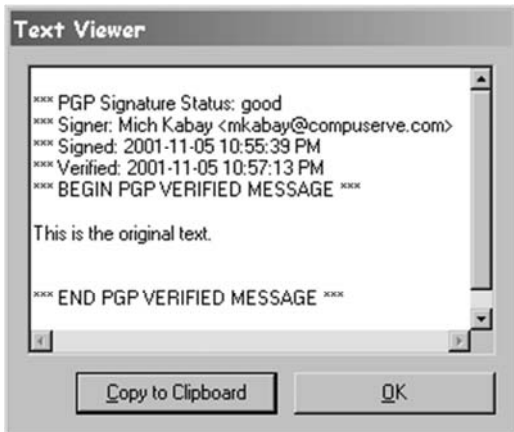 Text Viewer
*** PGP Signature Status: good
*** Signer: Mich Kabay <mkabay@compuserve.com>
*** Signed: 2001-11-05 10:55:39 PM
*** Verified: 2001-11-05 10:57:13 PM
*** BEGIN PGP VERIFIED MESSAGE ***
This is the original text.
*** END PGP VERIFIED MESSAGE ***
Copy to Clipboard
OK